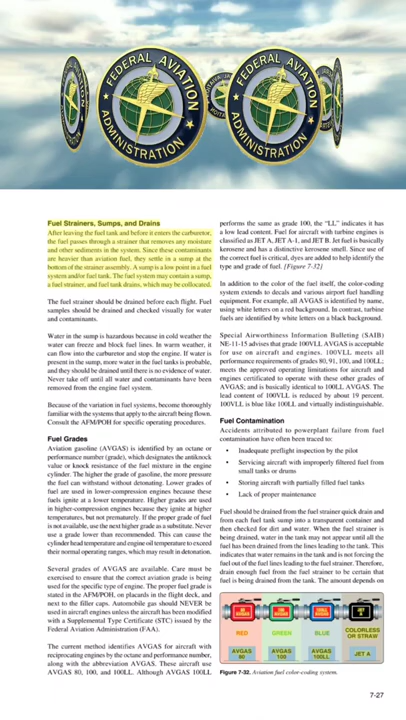 FEDERAL AVIATION
ADMINISTRATION
FEDERAL AVIATION
ADMINISTRATION
Fuel Strainers, Sumps, and Drains
After leaving the fuel tank and before it enters the carburetor,
the fuel passes through a strainer that removes any moisture
and other sediments in the system. Since these contaminants
are heavier than aviation fuel, they settle in a sump at the
bottom of the strainer assembly. A sump is a low point in a fuel
system and/or fuel tank. The fuel system may contain a sump,
a fuel strainer, and fuel tank drains, which may be collocated.
The fuel strainer should be drained before each flight. Fuel
samples should be drained and checked visually for water
and contaminants.
Water in the sump is hazardous because in cold weather the
water can freeze and block fuel lines. In warm weather, it
can flow into the carburetor and stop the engine. If water is
present in the sump, more water in the fuel tanks is probable,
and they should be drained until there is no evidence of water.
Never take off until all water and contaminants have been
removed from the engine fuel system.
Because of the variation in fuel systems, become thoroughly
familiar with the systems that apply to the aircraft being flown.
Consult the AFM/POH for specific operating procedures.
Fuel Grades
Aviation gasoline (AVGAS) is identified by an octane or
performance number (grade), which designates the antiknock
value or knock resistance of the fuel mixture in the engine
cylinder. The higher the grade of gasoline, the more pressure
the fuel can withstand without detonating. Lower grades of
fuel are used in lower-compression engines because these
fuels ignite at a lower temperature. Higher grades are used
in higher-compression engines because they ignite at higher
temperatures, but not prematurely. If the proper grade of fuel
is not available, use the next higher grade as a substitute. Never
use a grade lower than recommended. This can cause the
cylinder head temperature and engine oil temperature to exceed
their normal operating ranges, which may result in detonation.
Several grades of AVGAS are available. Care must be
exercised to ensure that the correct aviation grade is being
used for the specific type of engine. The proper fuel grade is
stated in the AFM/POH, on placards in the flight deck, and
next to the filler caps. Automobile gas should NEVER be
used in aircraft engines unless the aircraft has been modified
with a Supplemental Type Certificate (STC) issued by the
Federal Aviation Administration (FAA).
The current method identifies AVGAS for aircraft with
reciprocating engines by the octane and performance number,
along with the abbreviation AVGAS. These aircraft use
AVGAS 80, 100, and 100LL. Although AVGAS 100LL
performs the same as grade 100, the “LL” indicates it has
a low lead content. Fuel for aircraft with turbine engines is
classified as JET A, JET A-1, and JET B. Jet fuel is basically
kerosene and has a distinctive kerosene smell. Since use of
the correct fuel is critical, dyes are added to help identify the
type and grade of fuel. [Figure 7-32]
In addition to the color of the fuel itself, the color-coding
system extends to decals and various airport fuel handling
equipment. For example, all AVGAS is identified by name,
using white letters on a red background. In contrast, turbine
fuels are identified by white letters on a black background.
Special Airworthiness Information Bulleting (SAIB)
NE-11-15 advises that grade 100VLL AVGAS is acceptable
for use on aircraft and engines. 100VLL meets all
performance requirements of grades 80, 91, 100, and 100LL;
meets the approved operating limitations for aircraft and
engines certificated to operate with these other grades of
AVGAS; and is basically identical to 100LL AVGAS. The
lead content of 100VLL is reduced by about 19 percent.
100VLL is blue like 100LL and virtually indistinguishable.
Fuel Contamination
Accidents attributed to powerplant failure from fuel
contamination have often been traced to:
• Inadequate preflight inspection by the pilot
• Servicing aircraft with improperly filtered fuel from
small tanks or drums
• Storing aircraft with partially filled fuel tanks
• Lack of proper maintenance
Fuel should be drained from the fuel strainer quick drain and
from each fuel tank sump into a transparent container and
then checked for dirt and water. When the fuel strainer is
being drained, water in the tank may not appear until all the
fuel has been drained from the lines leading to the tank. This
indicates that water remains in the tank and is not forcing the
fuel out of the fuel lines leading to the fuel strainer. Therefore,
drain enough fuel from the fuel strainer to be certain that
fuel is being drained from the tank. The amount depends on
RED
GREEN
BLUE
COLORLESS
OR STRAW
AVGAS
80
AVGAS
100
AVGAS
100LL
JET A
Figure 7-32. Aviation fuel color-coding system.
7-27